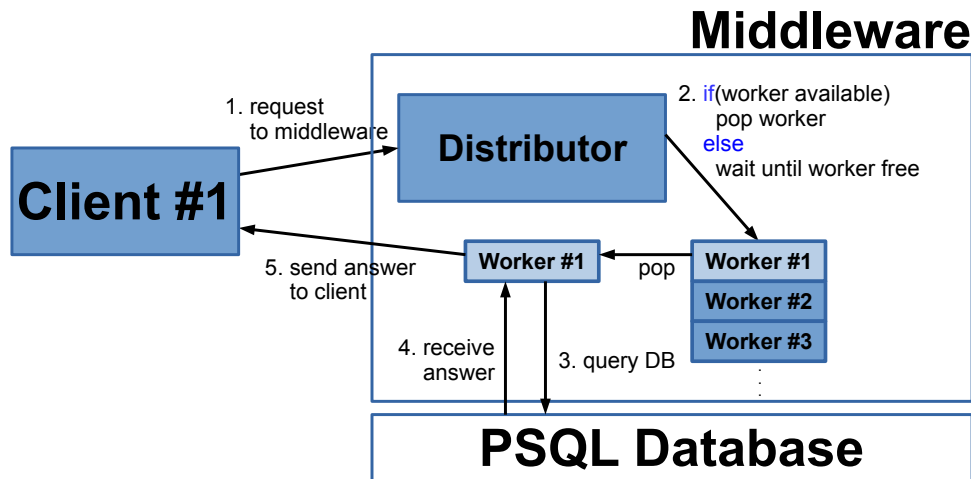 Middleware
1. request
to middleware
Distributor
2. if(worker available)
pop worker
else
wait until worker free
Client #1
Worker #1
pop
Worker #1
Worker #2
Worker #3
5. send answer
to client
4. receive
answer
3. query DB
PSQL Database